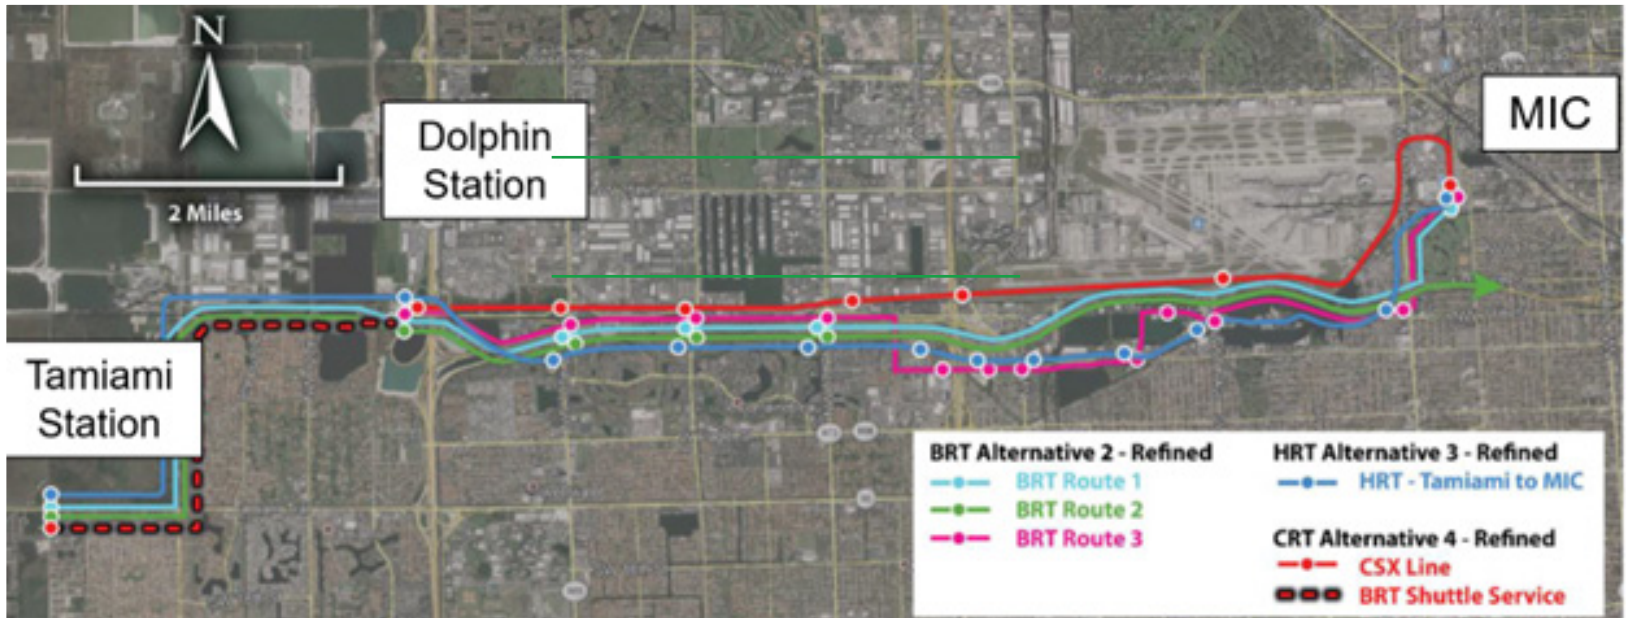 N
2 Miles
Dolphin
Station
MIC
Tamiami
Station
BRT Alternative 2 - Refined
BRT Route 1
BRT Route 2
BRT Route 3
HRT Alternative 3 - Refined
HRT - Tamiami to MIC
CRT Alternative 4 - Refined
CSX Line
BRT Shuttle Service